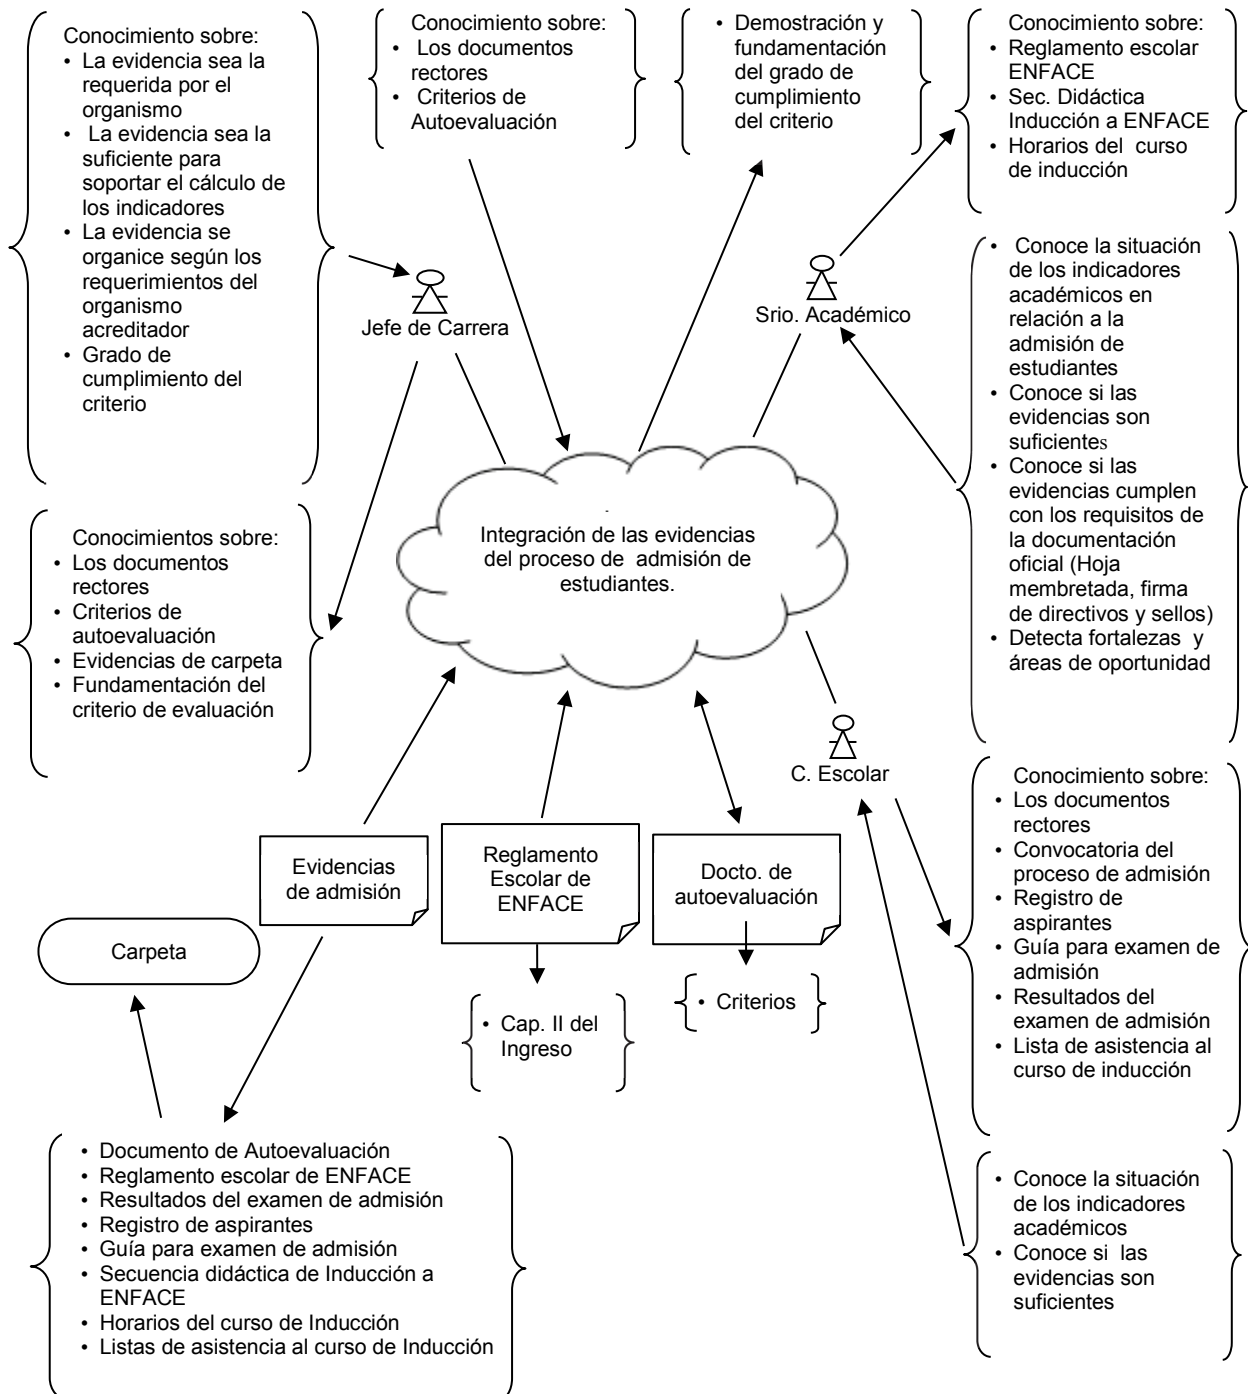 Conocimiento sobre:
• La evidencia sea la
requerida por el
organismo
• La evidencia sea la
suficiente para
soportar el cálculo de
los indicadores
• La evidencia se
organice según los
requerimientos del
organismo
acreditador
• Grado de
cumplimiento del
criterio
Conocimiento sobre:
• Los documentos
rectores
• Criterios de
Autoevaluación
• Demostración y
fundamentación
del grado de
cumplimiento
del criterio
Conocimiento sobre:
• Reglamento escolar
ENFACE
• Sec. Didáctica
Inducción a ENFACE
• Horarios del curso
de inducción
Jefe de Carrera
Srio. Académico
• Conoce la situación
de los indicadores
académicos en
relación a la
admisión de
estudiantes
• Conoce si las
evidencias son
suficientes
• Conoce si las
evidencias cumplen
con los requisitos de
la documentación
oficial (Hoja
membretada, firma
de directivos y sellos)
• Detecta fortalezas y
áreas de oportunidad
Integración de las evidencias
del proceso de admisión de
estudiantes.
Conocimientos sobre:
• Los documentos
rectores
• Criterios de
autoevaluación
• Evidencias de carpeta
• Fundamentación del
criterio de evaluación
C. Escolar
Conocimiento sobre:
• Los documentos
rectores
• Convocatoria del
proceso de admisión
• Registro de
aspirantes
• Guía para examen de
admisión
• Resultados del
examen de admisión
• Lista de asistencia al
curso de inducción
Evidencias
de admisión
Reglamento
Escolar de
ENFACE
Docto. de
autoevaluación
Carpeta
• Cap. II del
Ingreso
• Criterios
• Documento de Autoevaluación
• Reglamento escolar de ENFACE
• Resultados del examen de admisión
• Registro de aspirantes
• Guía para examen de admisión
• Secuencia didáctica de Inducción a
ENFACE
• Horarios del curso de Inducción
• Listas de asistencia al curso de Inducción
• Conoce la situación
de los indicadores
académicos
• Conoce si las
evidencias son
suficientes